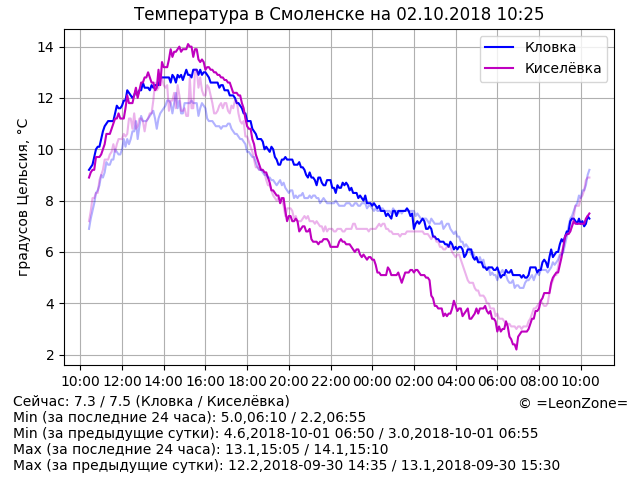 Температура в Смоленске на 02.10.2018 10:25
14
12
10
8
6
4
2
градусов Цельсия, °C
Кловка
Киселёвка
10:00 12:00 14:00 16:00 18:00 20:00 22:00 00:00 02:00 04:00 06:00 08:00 10:00
Сейчас: 7.3 / 7.5 (Кловка / Киселёвка)
© =LeonZone=
Min (за последние 24 часа): 5.0,06:10 / 2.2,06:55
Min (за предыдущие сутки): 4.6,2018-10-01 06:50 / 3.0,2018-10-01 06:55
Max (за последние 24 часа): 13.1,15:05 / 14.1,15:10
Max (за предыдущие сутки): 12.2,2018-09-30 14:35 / 13.1,2018-09-30 15:30